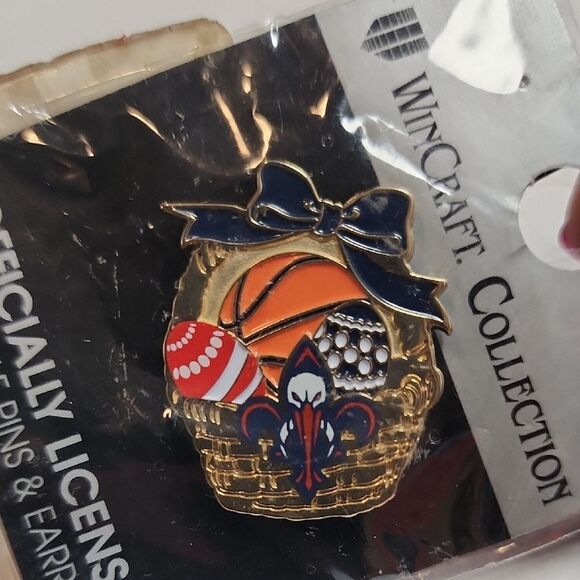 WINCRAFT. COLLECTION
OFFICIALLY LICENS
PINS & EARR